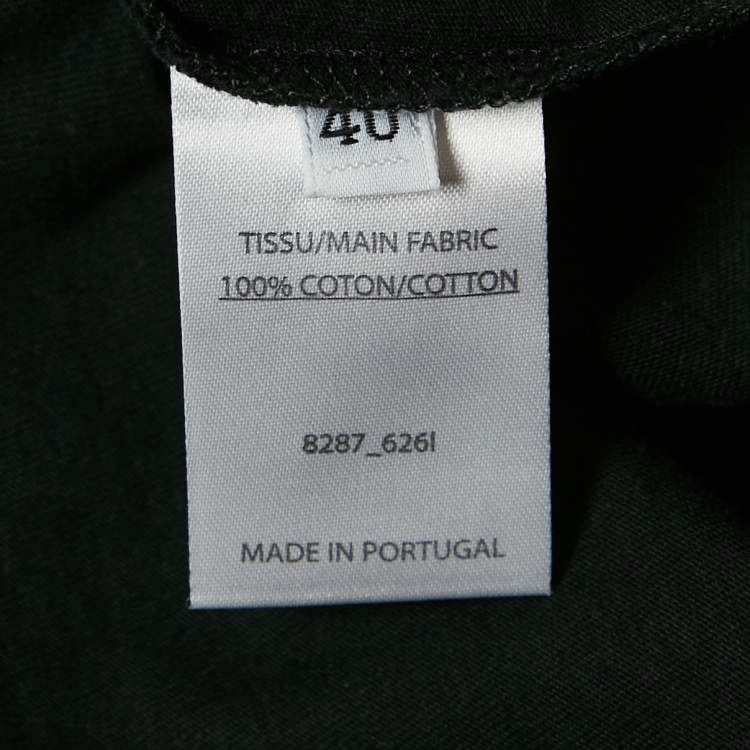 40
TISSU/MAIN FABRIC
100% COTON/COTTON
8287_626I
MADE IN PORTUGAL